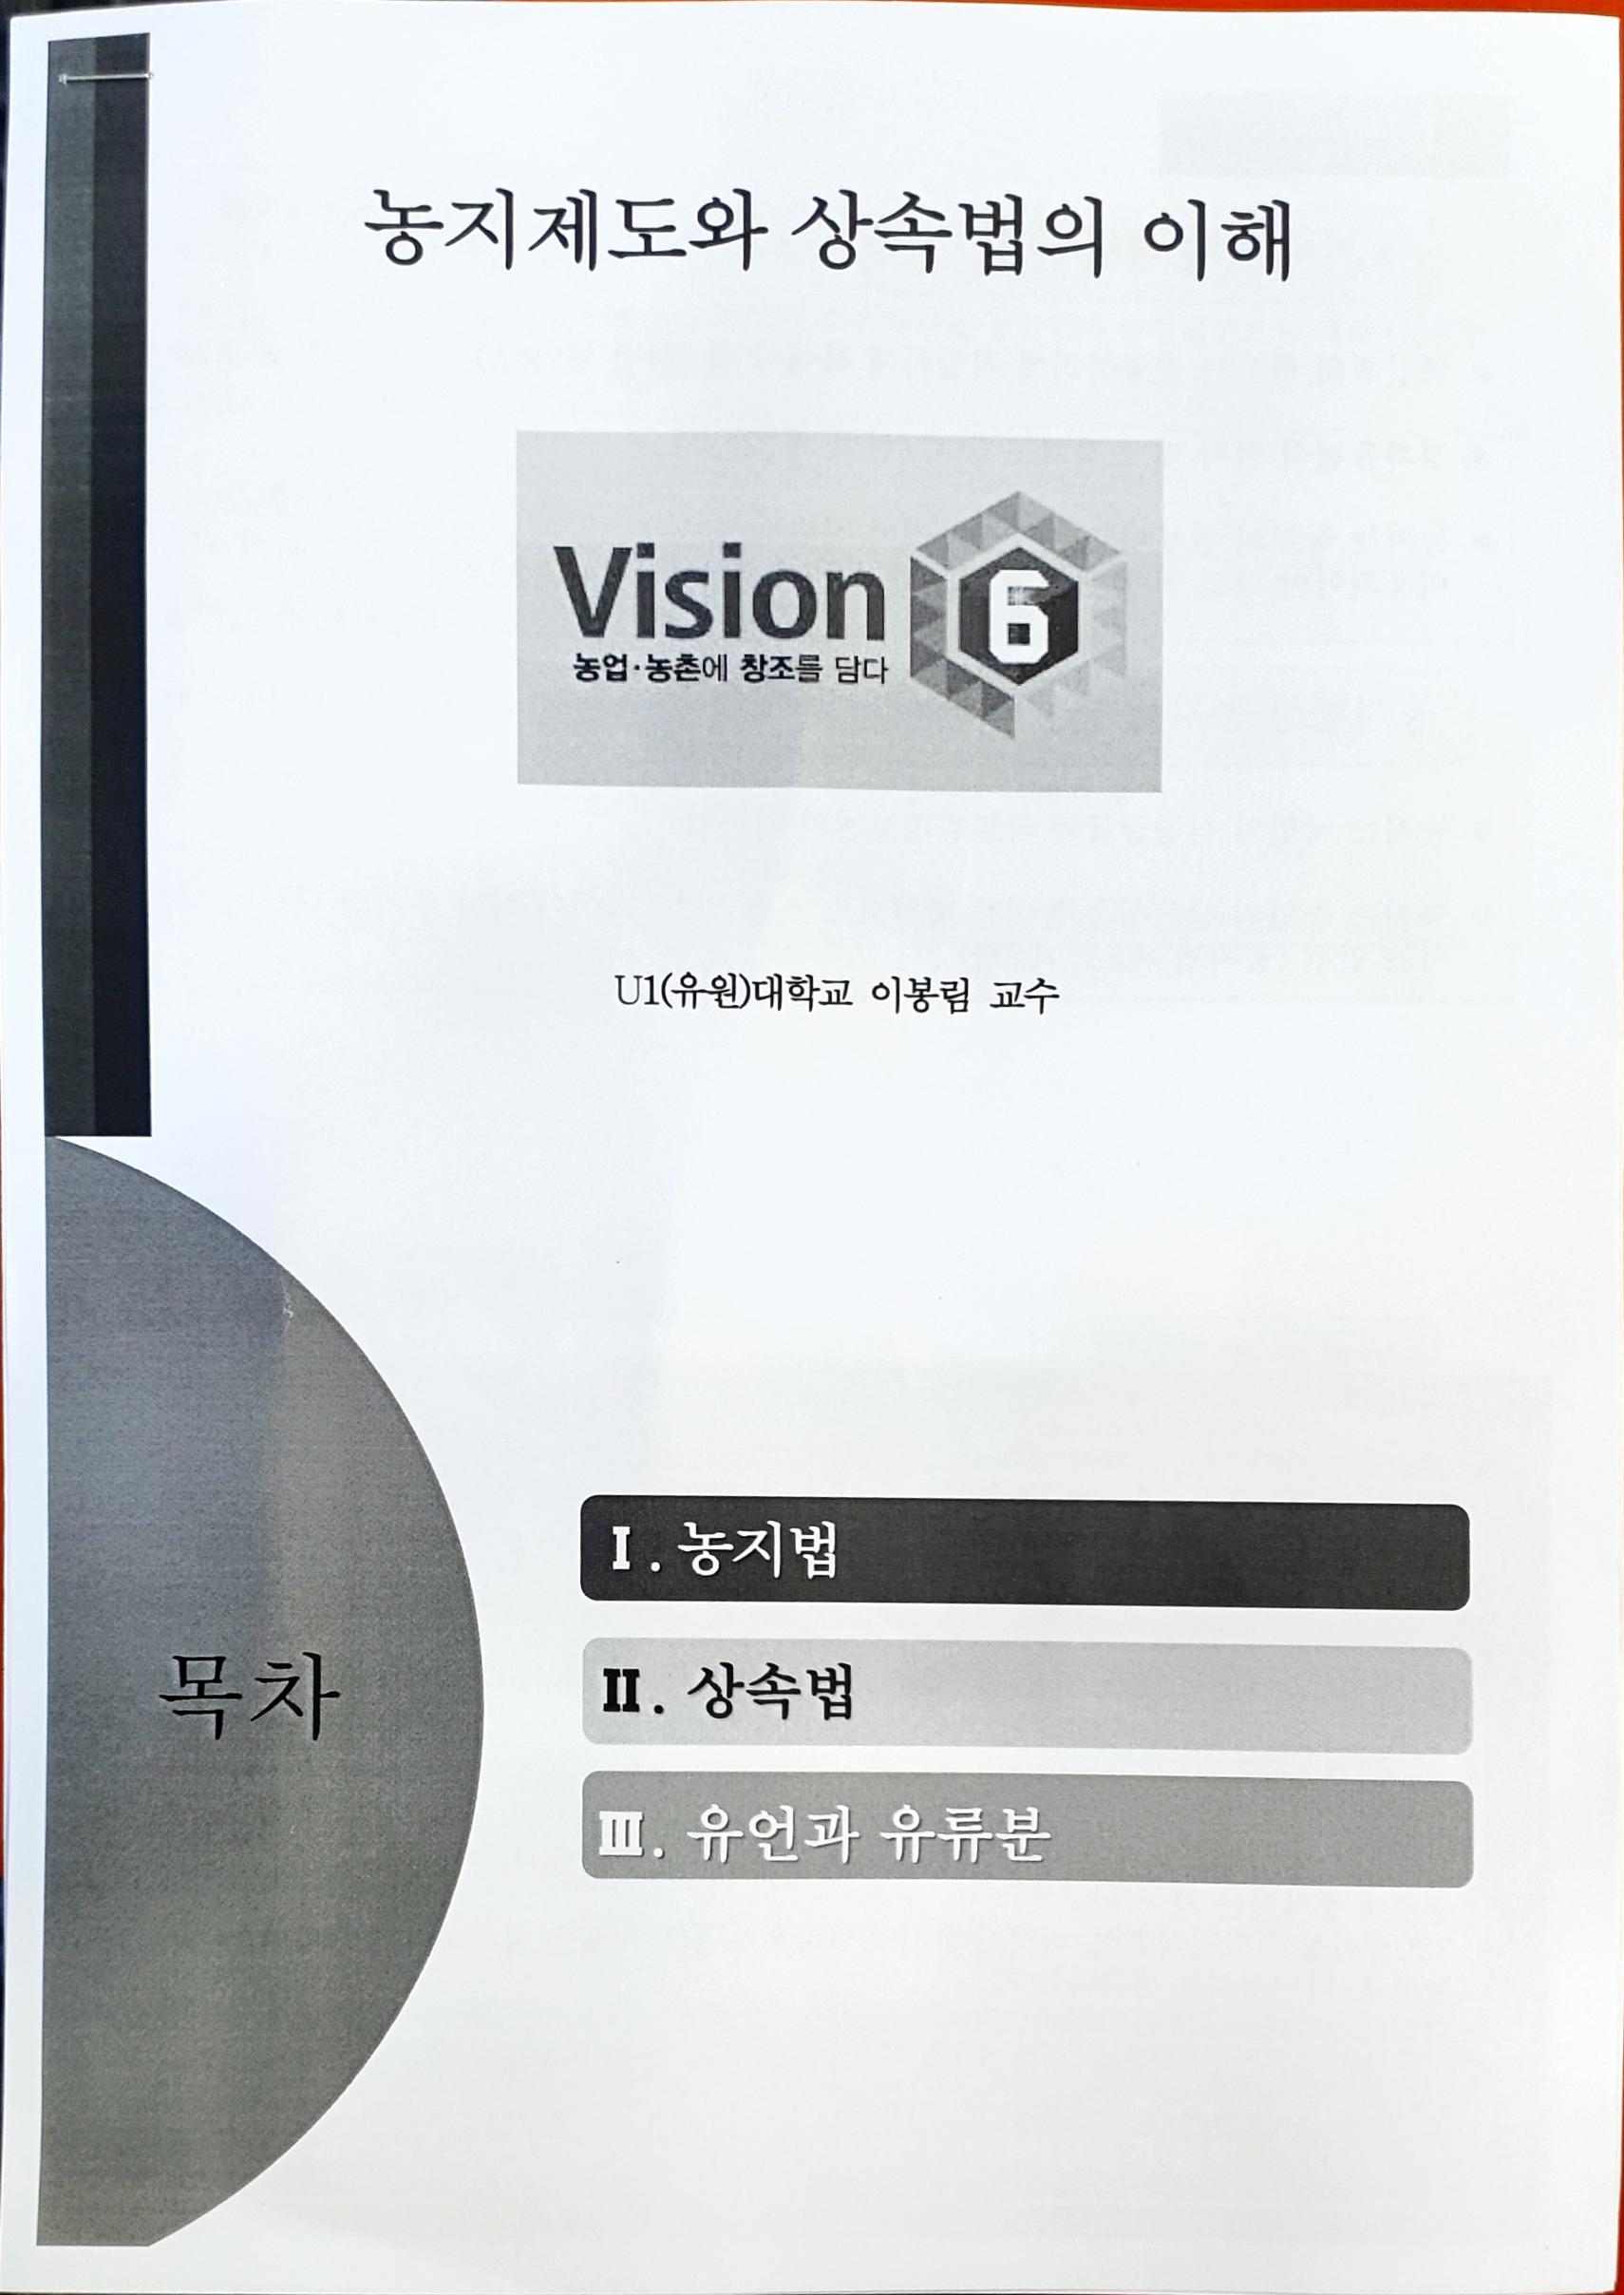 농지제도와 상속법의 이해
Vision 6
농업·농촌에 창조를 담다
U1(유원)대학교 이봉림 교수
목차
Ⅰ. 농지법
Ⅱ. 상속법
Ⅲ. 유언과 유류분